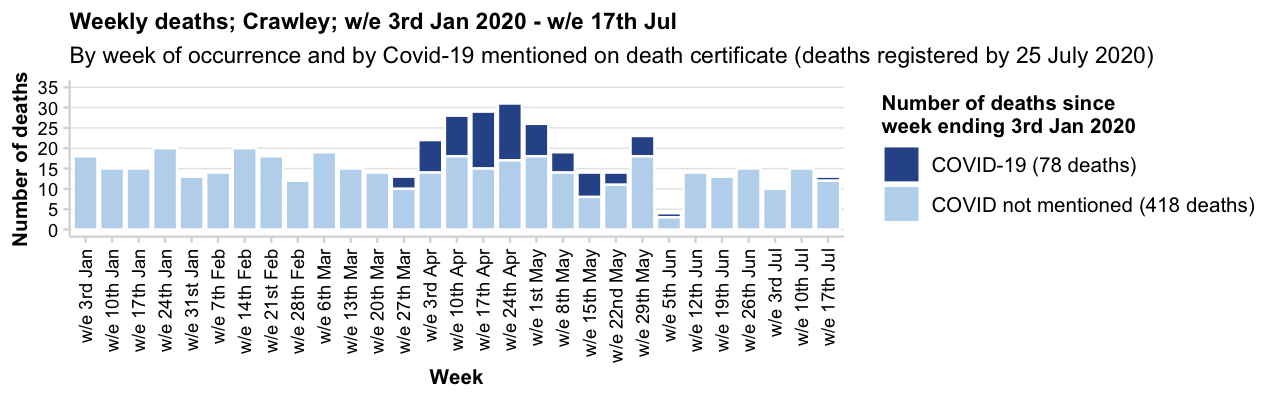 Weekly deaths; Crawley; w/e 3rd Jan 2020 - w/e 17th Jul
By week of occurrence and by Covid-19 mentioned on death certificate (deaths registered by 25 July 2020)
Number of deaths
35
30
25
20
15
10
5
0
w/e 3rd Jan
w/e 10th Jan
w/e 17th Jan
w/e 24th Jan
w/e 31st Jan
w/e 7th Feb
w/e 14th Feb
w/e 21st Feb
w/e 28th Feb
w/e 6th Mar
w/e 13th Mar
w/e 20th Mar
w/e 27th Mar
w/e 3rd Apr
w/e 10th Apr
w/e 17th Apr
w/e 24th Apr
w/e 1st May
w/e 8th May
w/e 15th May
w/e 22nd May
w/e 29th May
w/e 5th Jun
w/e 12th Jun
w/e 19th Jun
w/e 26th Jun
w/e 3rd Jul
w/e 10th Jul
w/e 17th Jul
Week
Number of deaths since
week ending 3rd Jan 2020
COVID-19 (78 deaths)
COVID not mentioned (418 deaths)